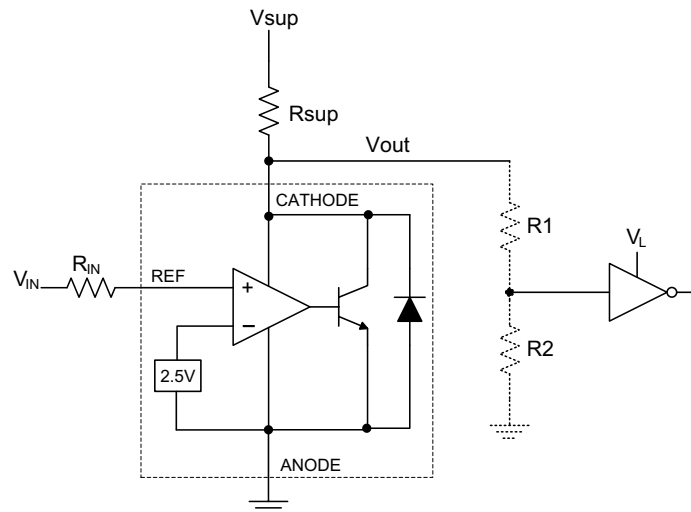 Vsup
Rsup
Vout
CATHODE
R1
RIN
VL
VIN
REF
+
−
R2
2.5V
ANODE